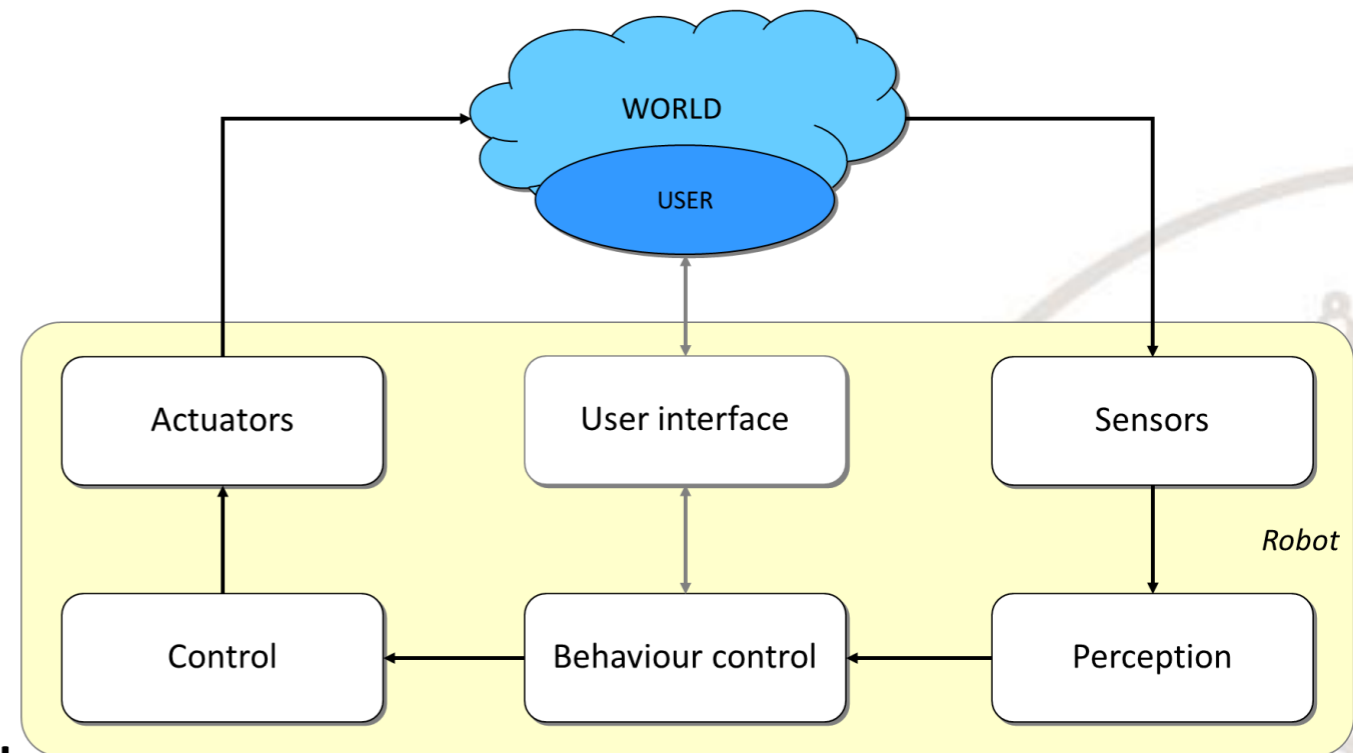 WORLD
USER
Actuators
User interface
Sensors
Robot
Control
Behaviour control
Perception